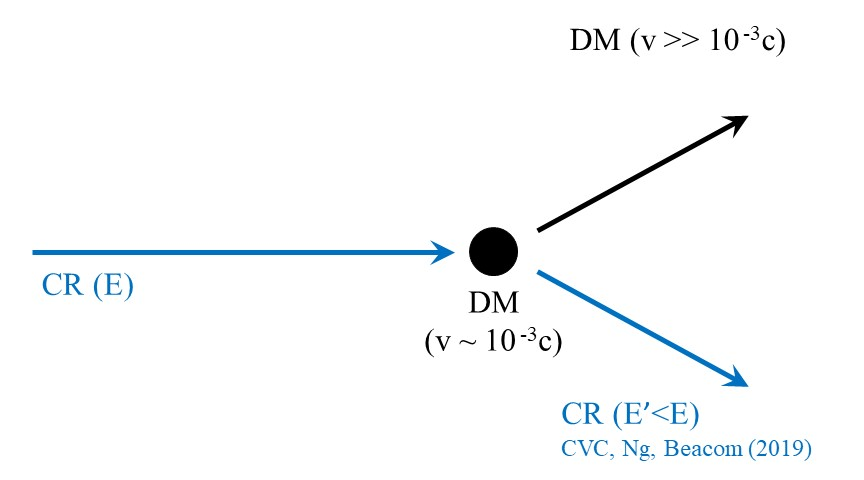 DM (v >> 10⁻³c)
CR (E)
DM
(v ~ 10⁻³c)
CR (E′<E)
CVC, Ng, Beacom (2019)